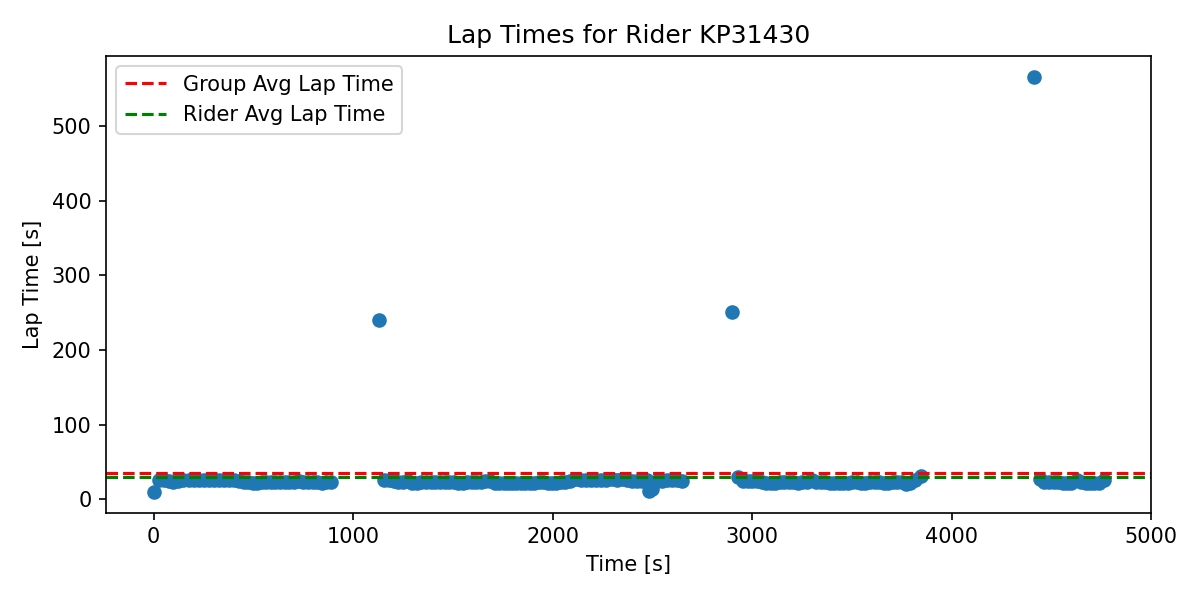 Lap Times for Rider KP31430
Group Avg Lap Time
Rider Avg Lap Time
Lap Time [s]
500
400
300
200
100
0
0 1000 2000 3000 4000 5000
Time [s]